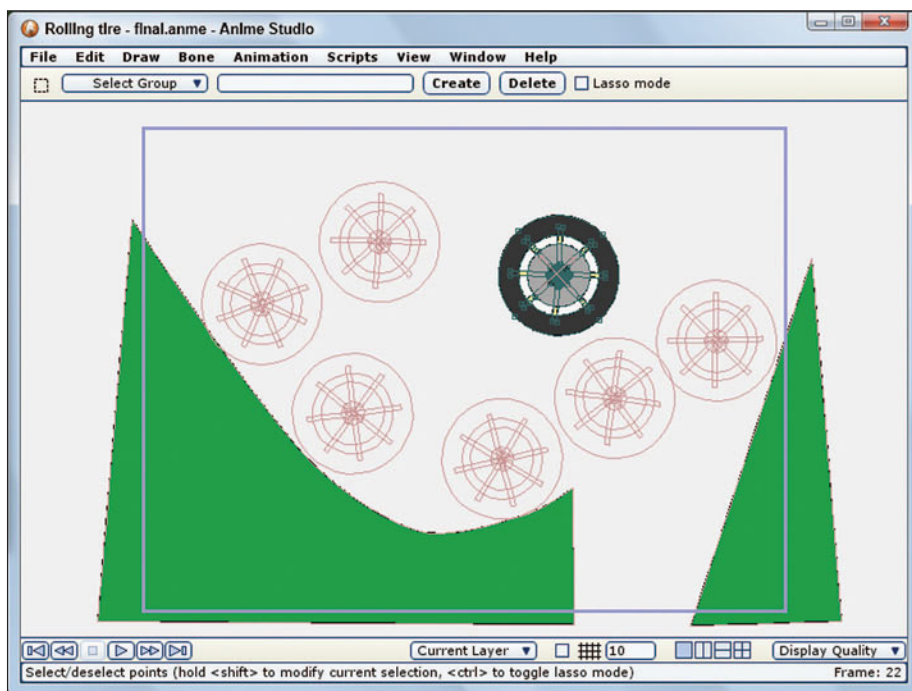 Rolling tire - final.anme - Anime Studio
File Edit Draw Bone Animation Scripts View Window Help
Select Group Create Delete Lasso mode
Current Layer 10 Display Quality
Select/deselect points (hold <shift> to modify current selection, <ctrl> to toggle lasso mode) Frame: 22